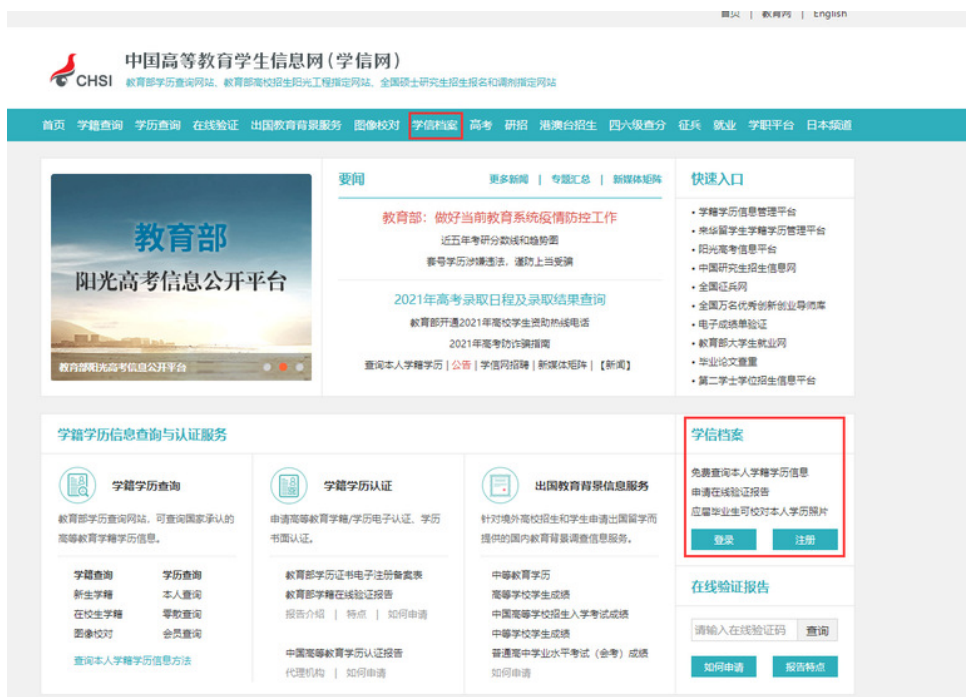 首页 | 教育网 | English
CHSI
中国高等教育学生信息网(学信网)
教育部学历查询网站、教育部高校招生阳光工程指定网站、全国硕士研究生招生报名和调剂指定网站
首页 学籍查询 学历查询 在线验证 出国教育背景服务 图像校对 学信档案 高考 研招 港澳台招生 四六级查分 征兵 就业 学职平台 日本频道
教育部
阳光高考信息公开平台
教育部阳光高考信息公开平台
要闻
更多新闻 | 专题汇总 | 新媒体矩阵
教育部:做好当前教育系统疫情防控工作
近五年考研分数线和趋势图
套号学历涉嫌违法,谨防上当受骗
2021年高考录取日程及录取结果查询
教育部开通2021年高校学生资助热线电话
2021年高考防诈骗指南
查询本人学籍学历 | 公告 | 学信网招聘 | 新媒体矩阵 | 【新闻】
快速入口
• 学籍学历信息管理平台
• 来华留学生学籍学历管理平台
• 阳光高考信息平台
• 中国研究生招生信息网
• 全国征兵网
• 全国万名优秀创新创业导师库
• 电子成绩单验证
• 教育部大学生就业网
• 毕业论文查重
• 第二学士学位招生信息平台
学籍学历信息查询与认证服务
学籍学历查询
教育部学历查询网站,可查询国家承认的
高等教育学籍学历信息。
学籍查询 学历查询
新生学籍 本人查询
在校生学籍 零散查询
图像校对 会员查询
查询本人学籍学历信息方法
学籍学历认证
申请高等教育学籍/学历电子认证、学历
书面认证。
教育部学历证书电子注册备案表
教育部学籍在线验证报告
报告介绍 | 特点 | 如何申请
中国高等教育学历认证报告
代理机构 | 如何申请
出国教育背景信息服务
针对境外高校招生和学生申请出国留学而
提供的国内教育背景调查信息服务。
中等教育学历
高等学校学生成绩
中国高等学校招生入学考试成绩
中等学校学生成绩
普通高中学业水平考试(会考)成绩
如何申请
学信档案
免费查询本人学籍学历信息
申请在线验证报告
应届毕业生可校对本人学历照片
登录 注册
在线验证报告
请输入在线验证码 查询
如何申请 报告特点